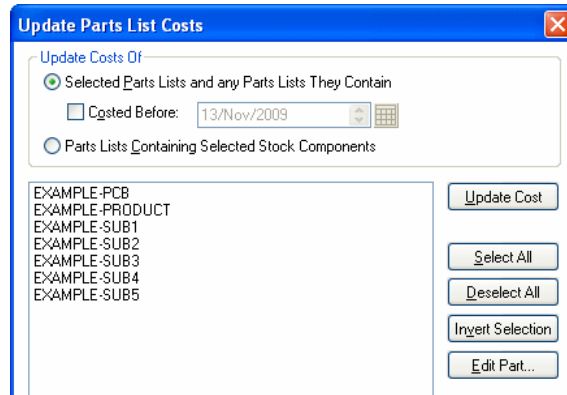 Update Parts List Costs
Update Costs Of
Selected Parts Lists and any Parts Lists They Contain
Costed Before: 13/Nov/2009
Parts Lists Containing Selected Stock Components
EXAMPLE-PCB
EXAMPLE-PRODUCT
EXAMPLE-SUB1
EXAMPLE-SUB2
EXAMPLE-SUB3
EXAMPLE-SUB4
EXAMPLE-SUB5
Update Cost
Select All
Deselect All
Invert Selection
Edit Part...